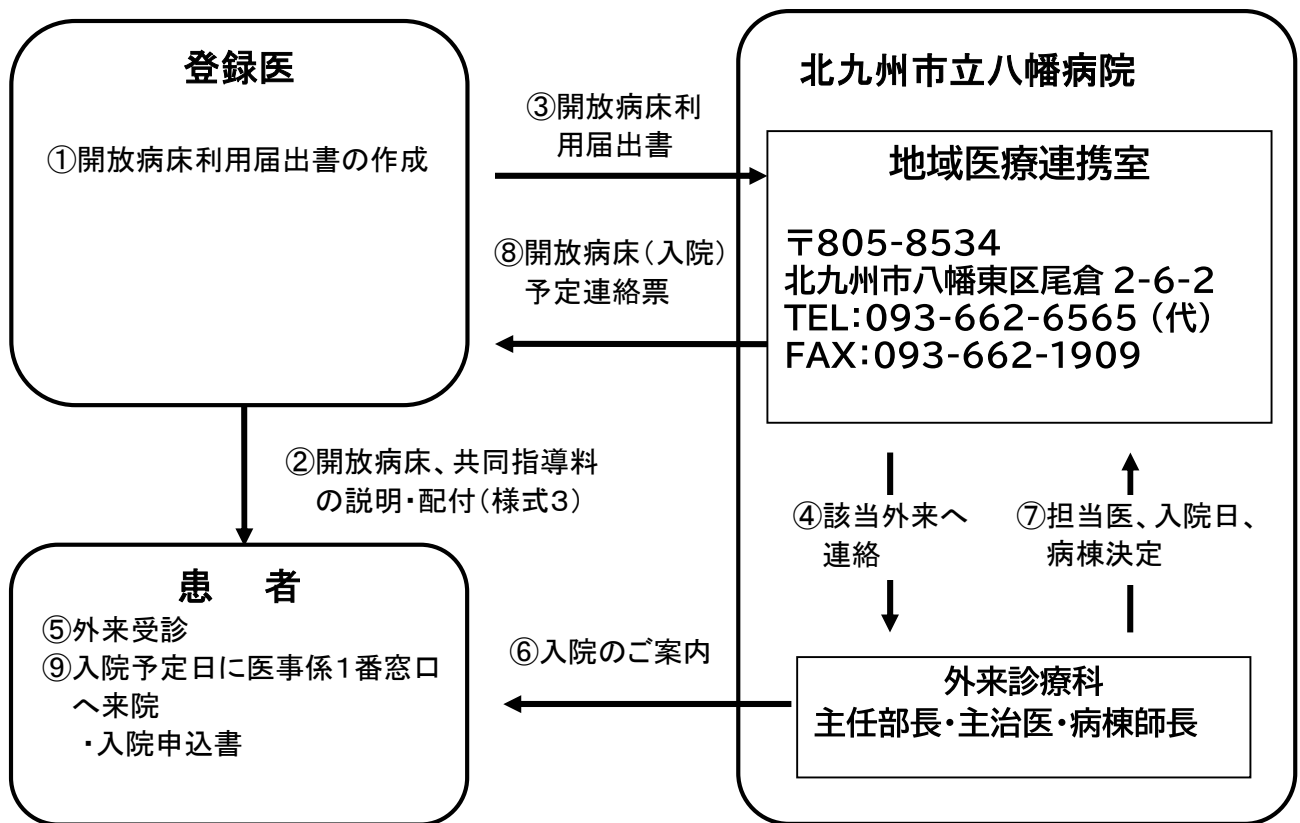 登録医
①開放病床利用届出書の作成
③開放病床利
用届出書
⑧開放病床(入院)
予定連絡票
②開放病床、共同指導料
の説明・配付(様式3)
患　者
⑤外来受診
⑨入院予定日に医事係1番窓口
へ来院
・入院申込書
⑥入院のご案内
北九州市立八幡病院
地域医療連携室
〒805-8534
北九州市八幡東区尾倉 2-6-2
TEL:093-662-6565 (代)
FAX:093-662-1909
④該当外来へ
連絡
⑦担当医、入院日、
病棟決定
外来診療科
主任部長・主治医・病棟師長